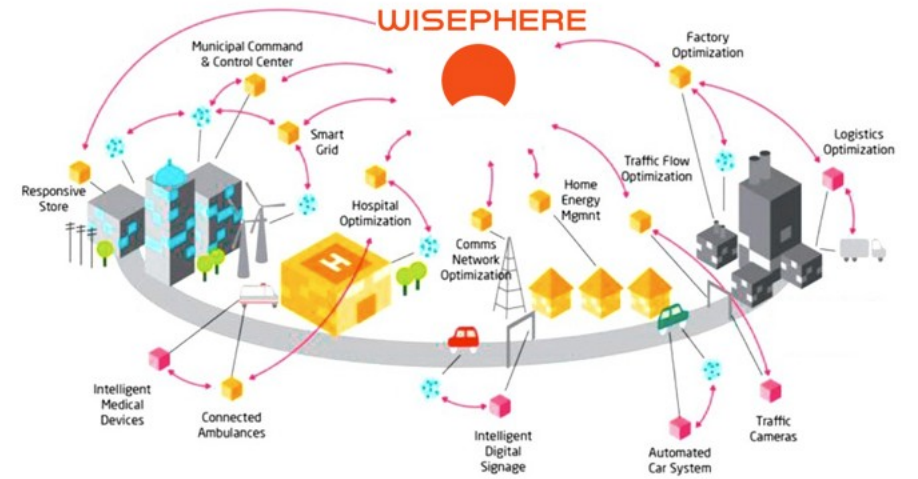 WISEPHERE
Municipal Command
& Control Center
Factory
Optimization
Smart
Grid
Logistics
Optimization
Traffic Flow
Optimization
Responsive
Store
Home
Energy
Mgmnt
Hospital
Optimization
Comms
Network
Optimization
H
Intelligent
Medical
Devices
Connected
Ambulances
Intelligent
Digital
Signage
Automated
Car System
Traffic
Cameras